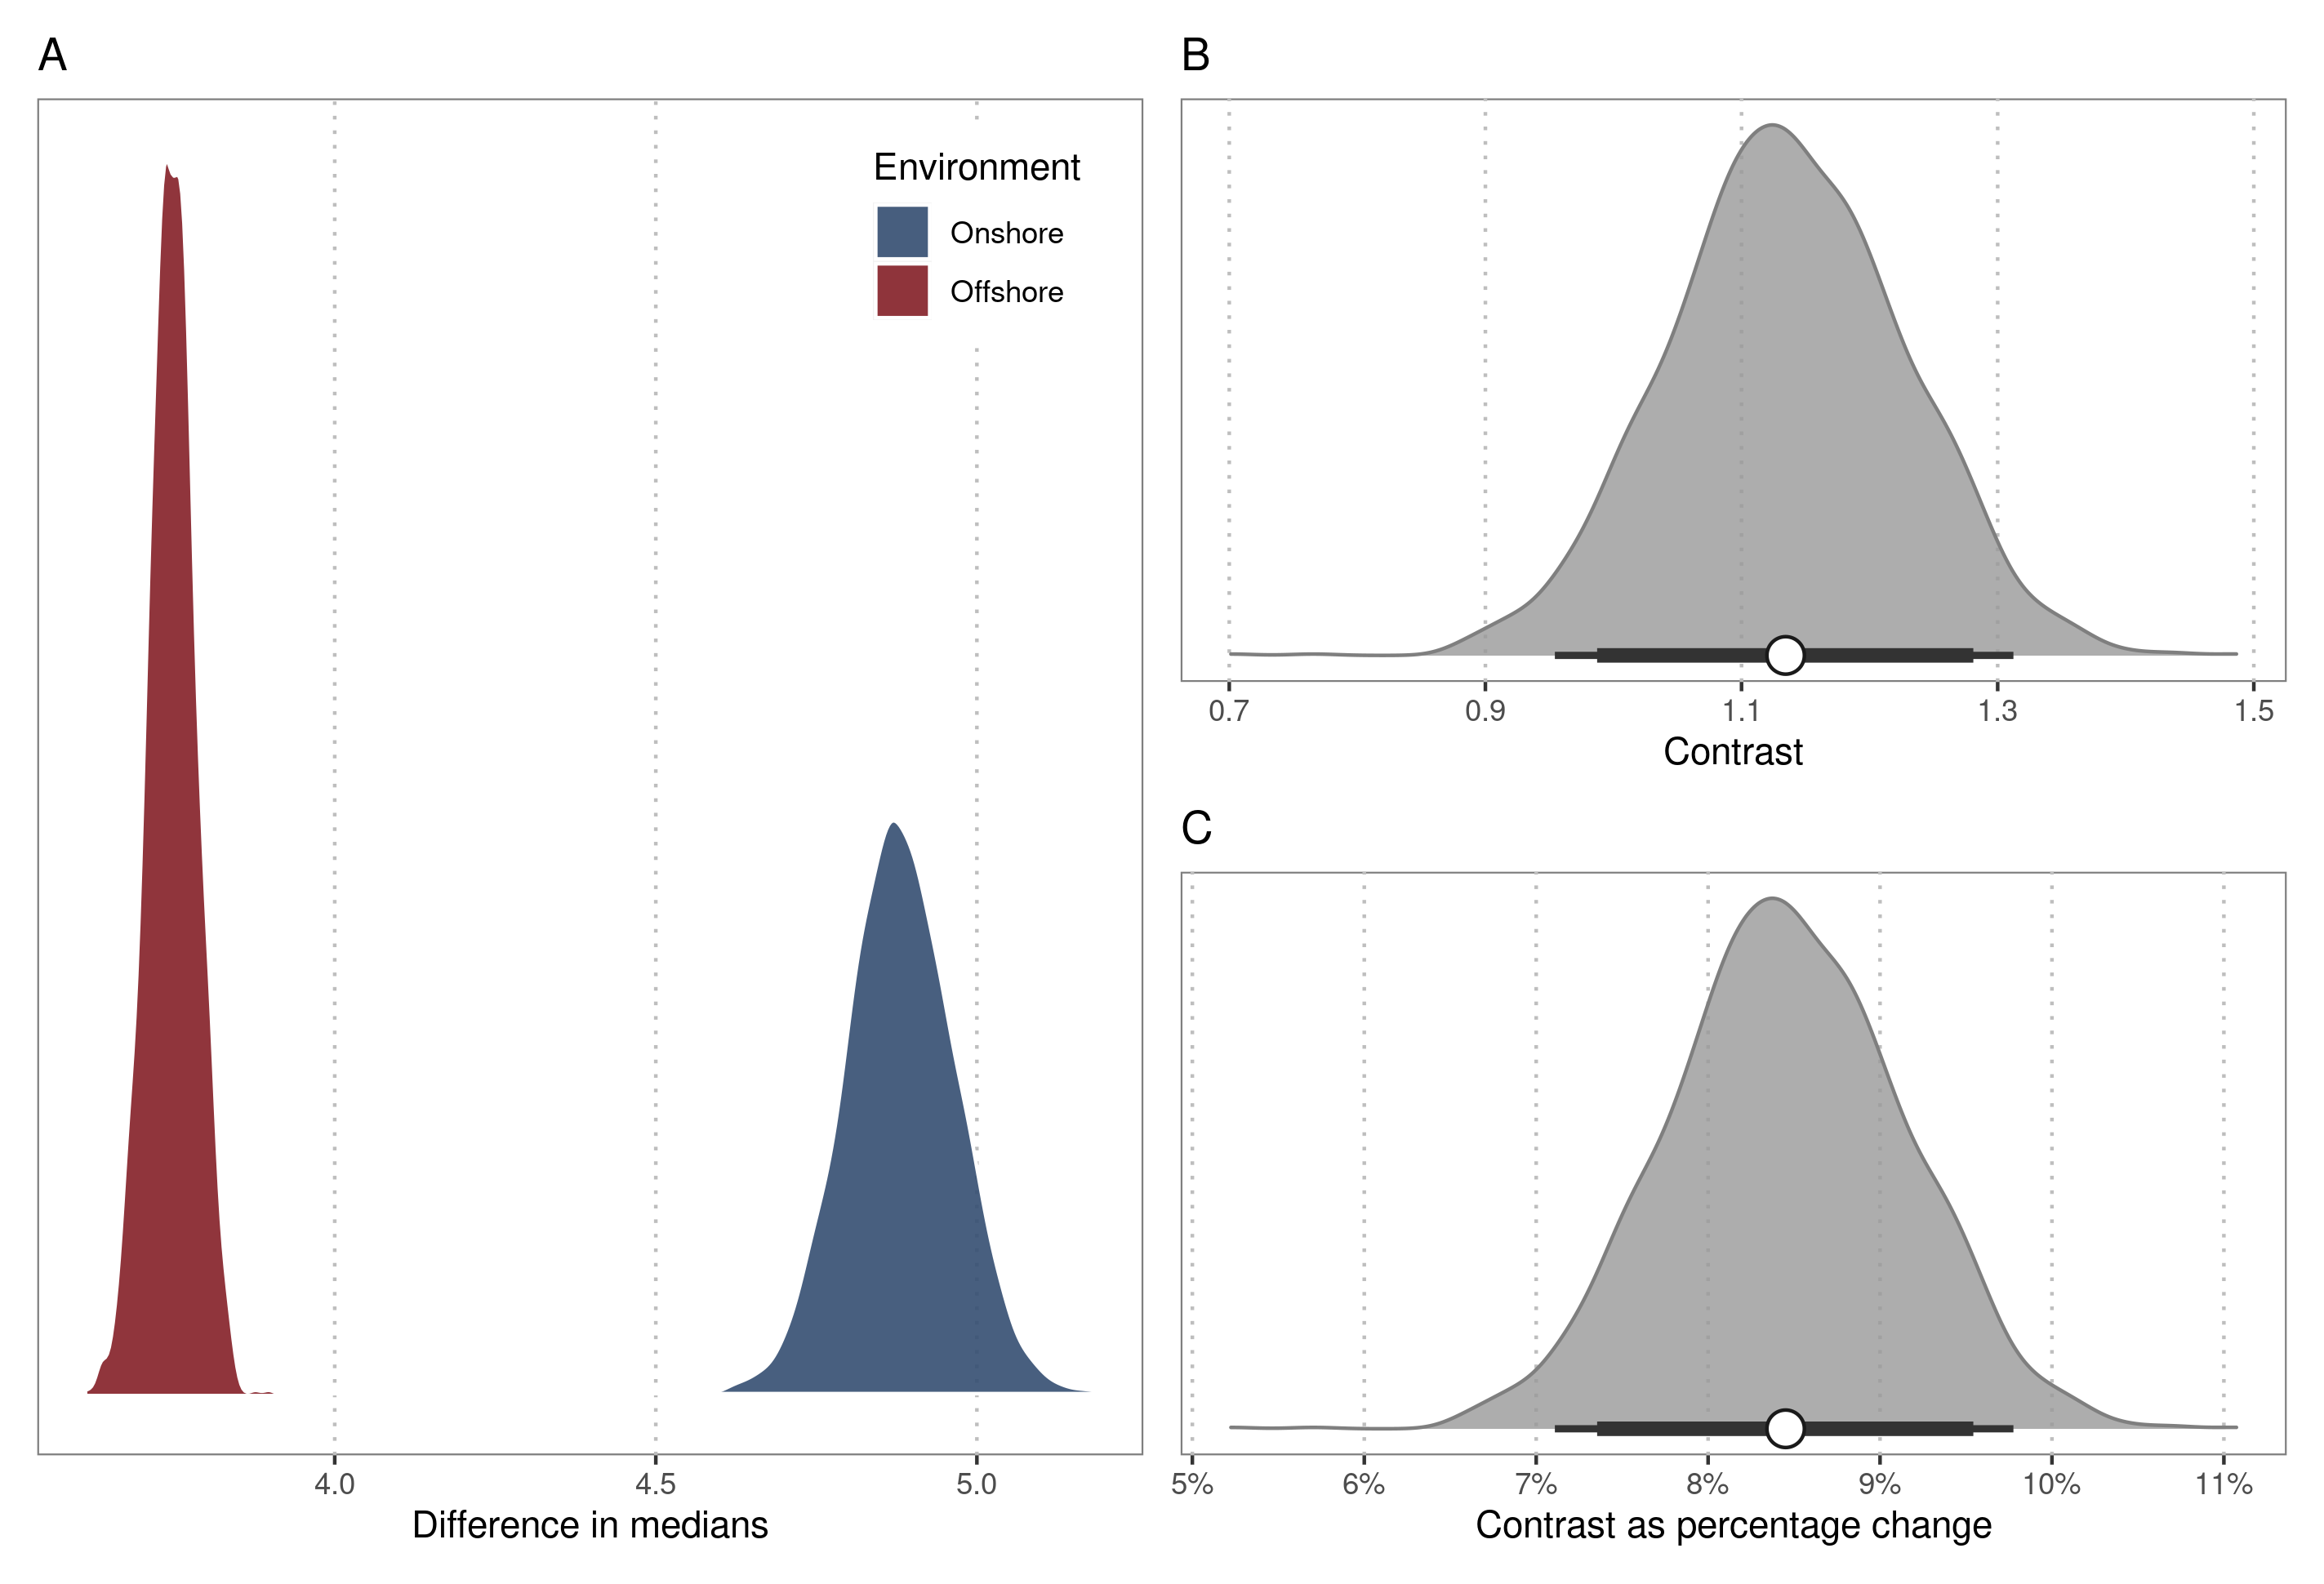 A
Environment
Onshore
Offshore
4.0 4.5 5.0
Difference in medians
B
0.7 0.9 1.1 1.3 1.5
Contrast
C
5% 6% 7% 8% 9% 10% 11%
Contrast as percentage change